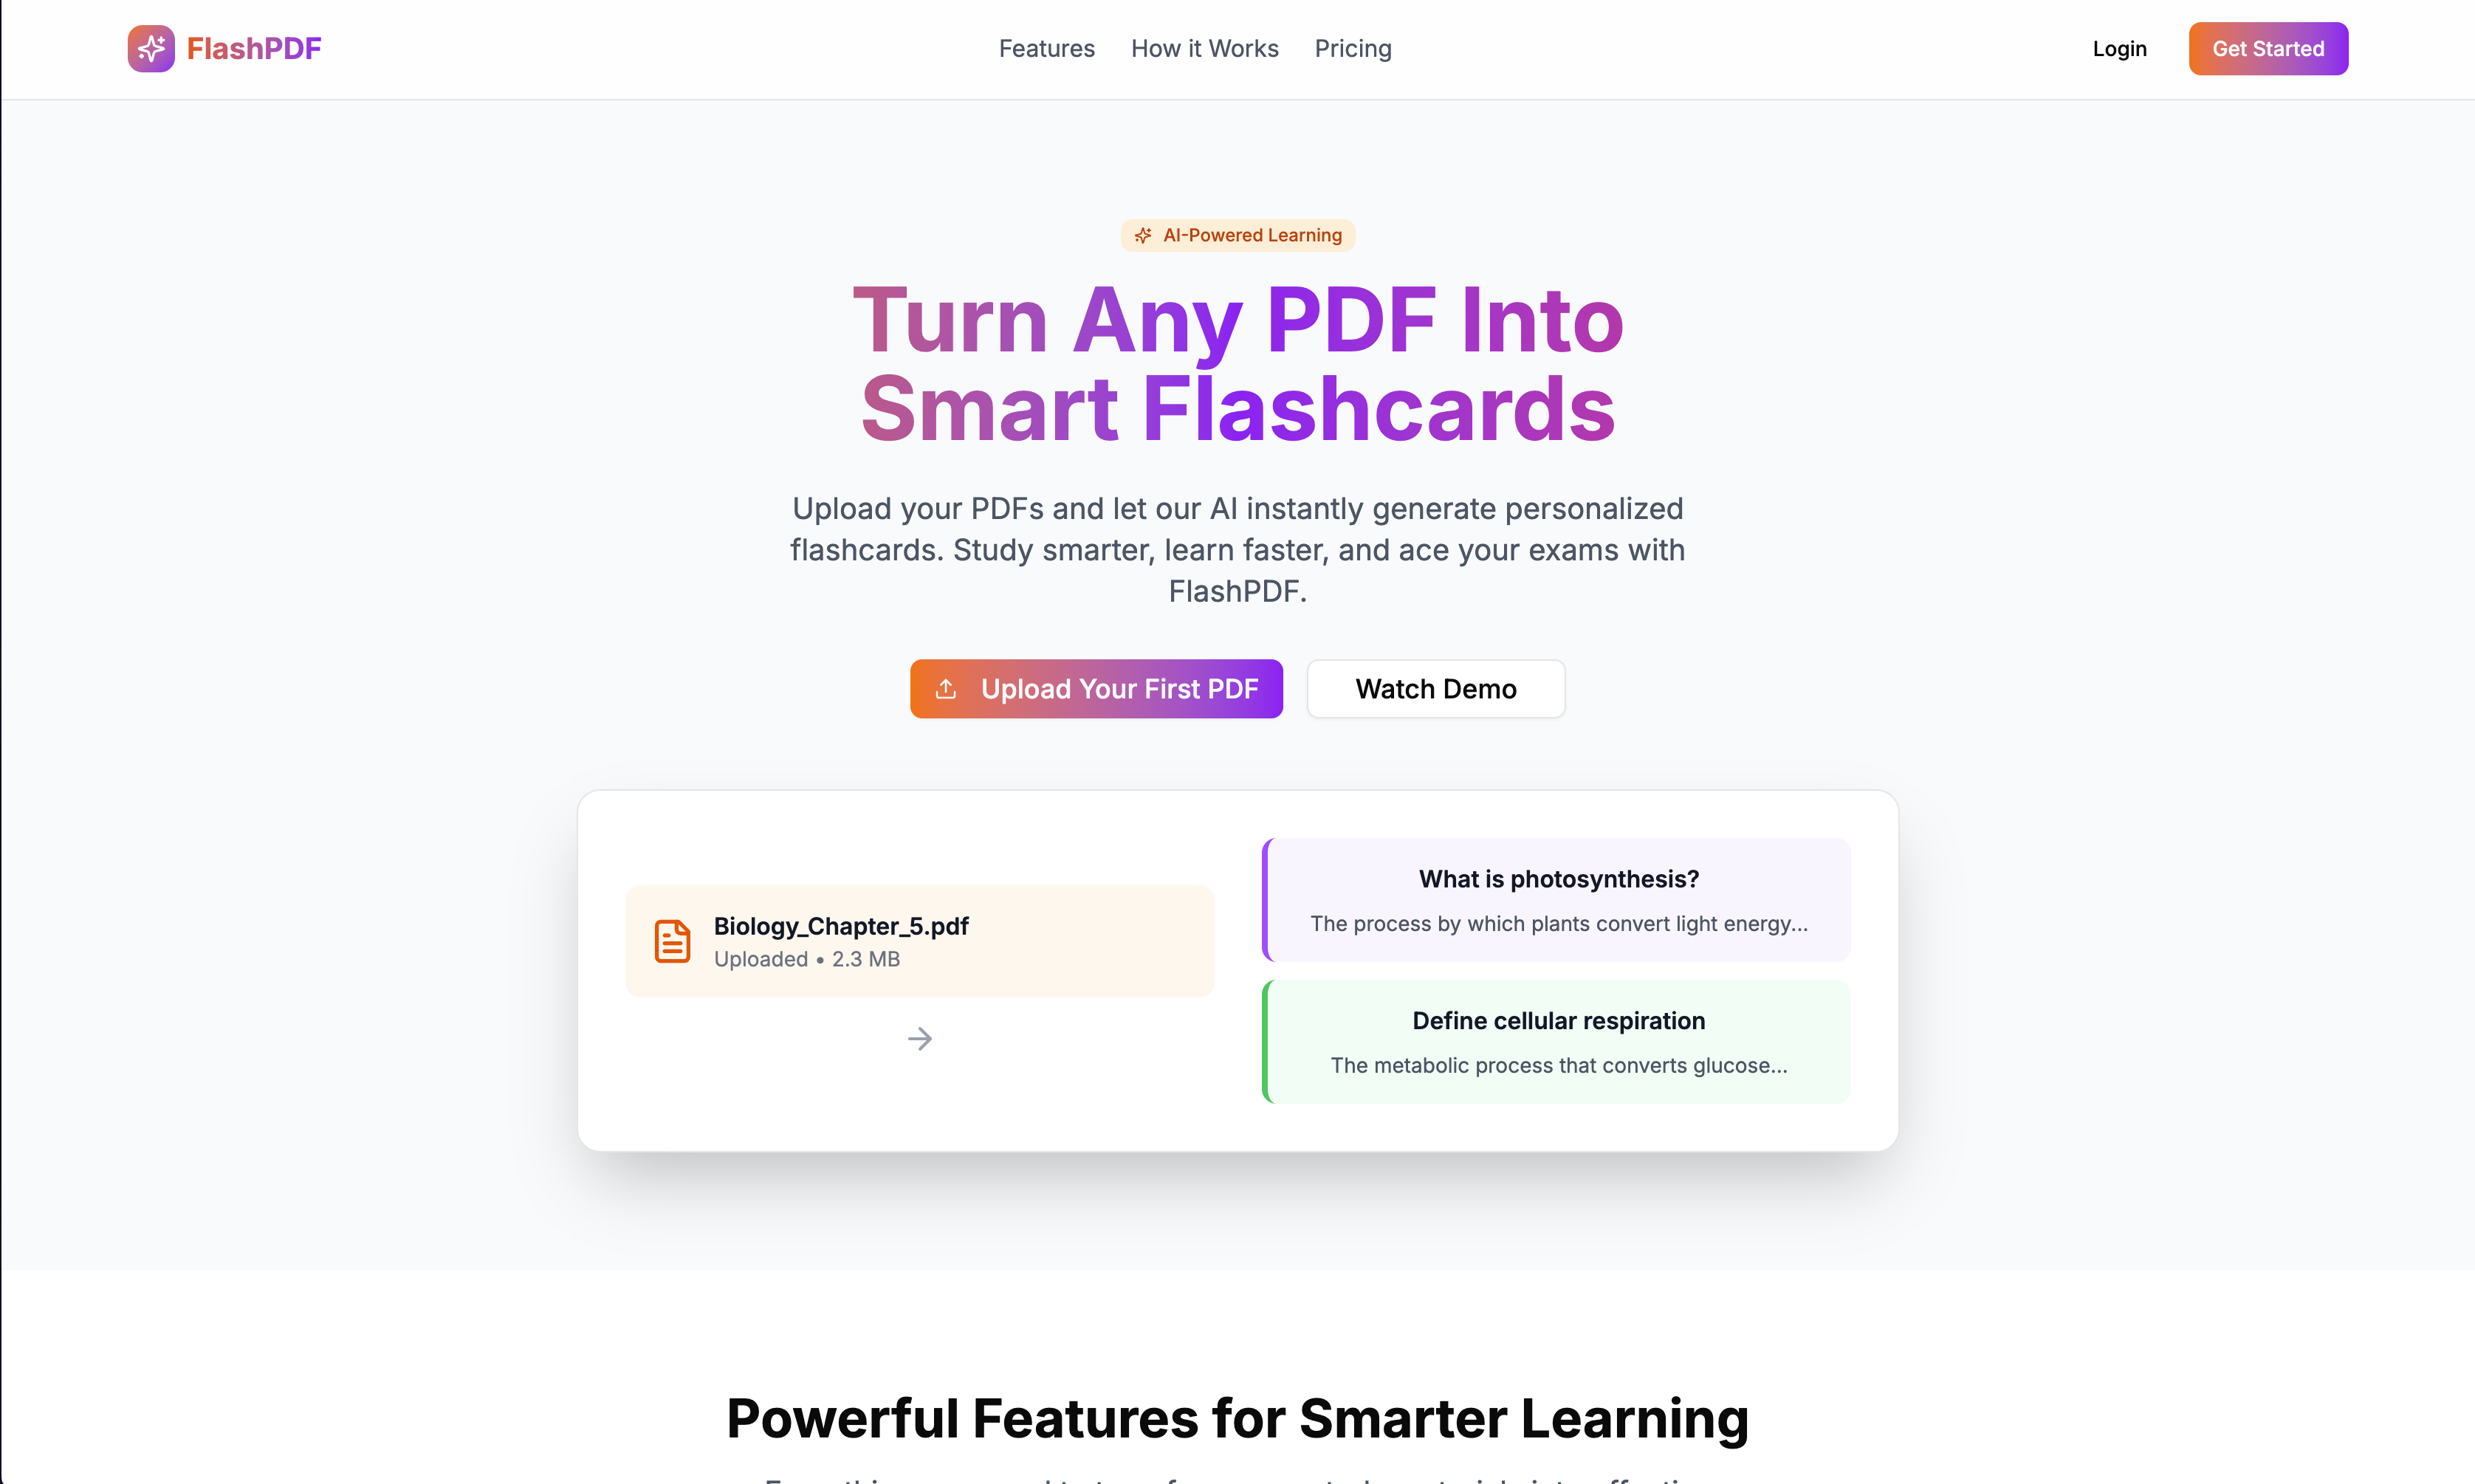 FlashPDF
Features
How it Works
Pricing
Login
Get Started
AI-Powered Learning
Turn Any PDF Into
Smart Flashcards
Upload your PDFs and let our AI instantly generate personalized
flashcards. Study smarter, learn faster, and ace your exams with
FlashPDF.
Upload Your First PDF
Watch Demo
Biology_Chapter_5.pdf
Uploaded • 2.3 MB
What is photosynthesis?
The process by which plants convert light energy...
Define cellular respiration
The metabolic process that converts glucose...
Powerful Features for Smarter Learning